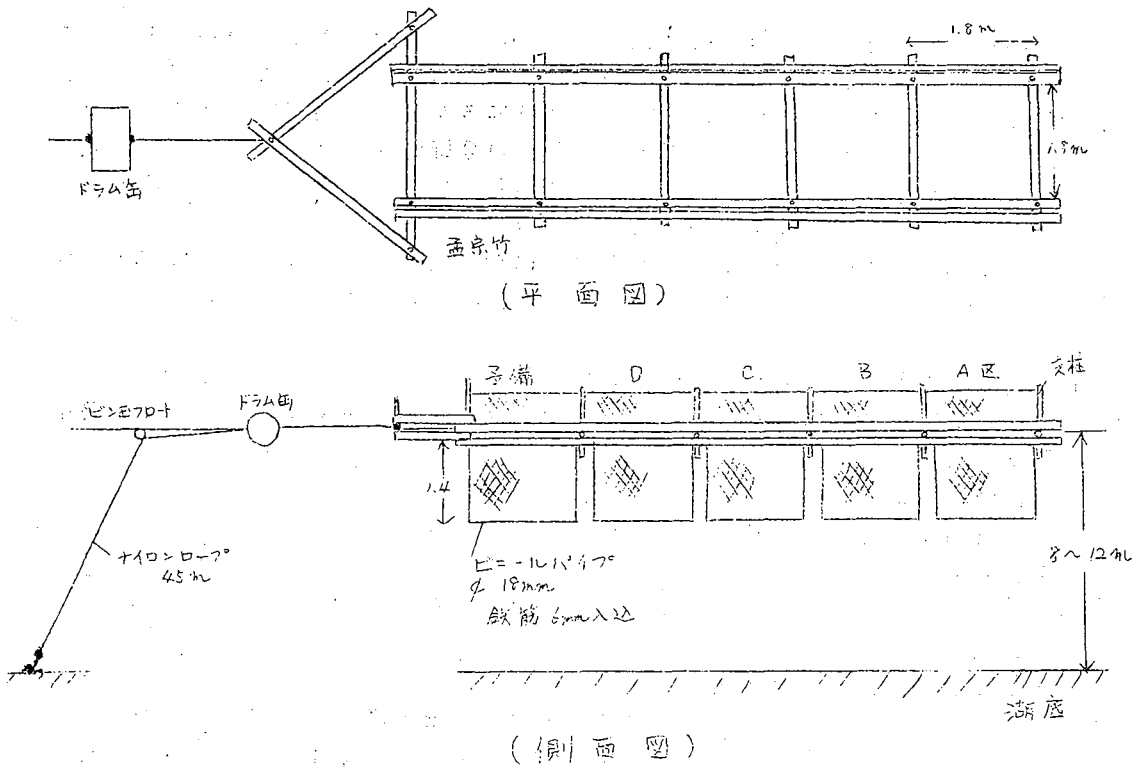 1.8m
1.8m
ドラム缶
孟宗竹
(平面図)
予備 D C B A区 支柱
ビン玉フロート
ドラム缶
1.4
ナイロンロープ
45m
ビニールパイプ
φ 18mm
鉄筋 6mm入込
8～12m
湖底
(側面図)